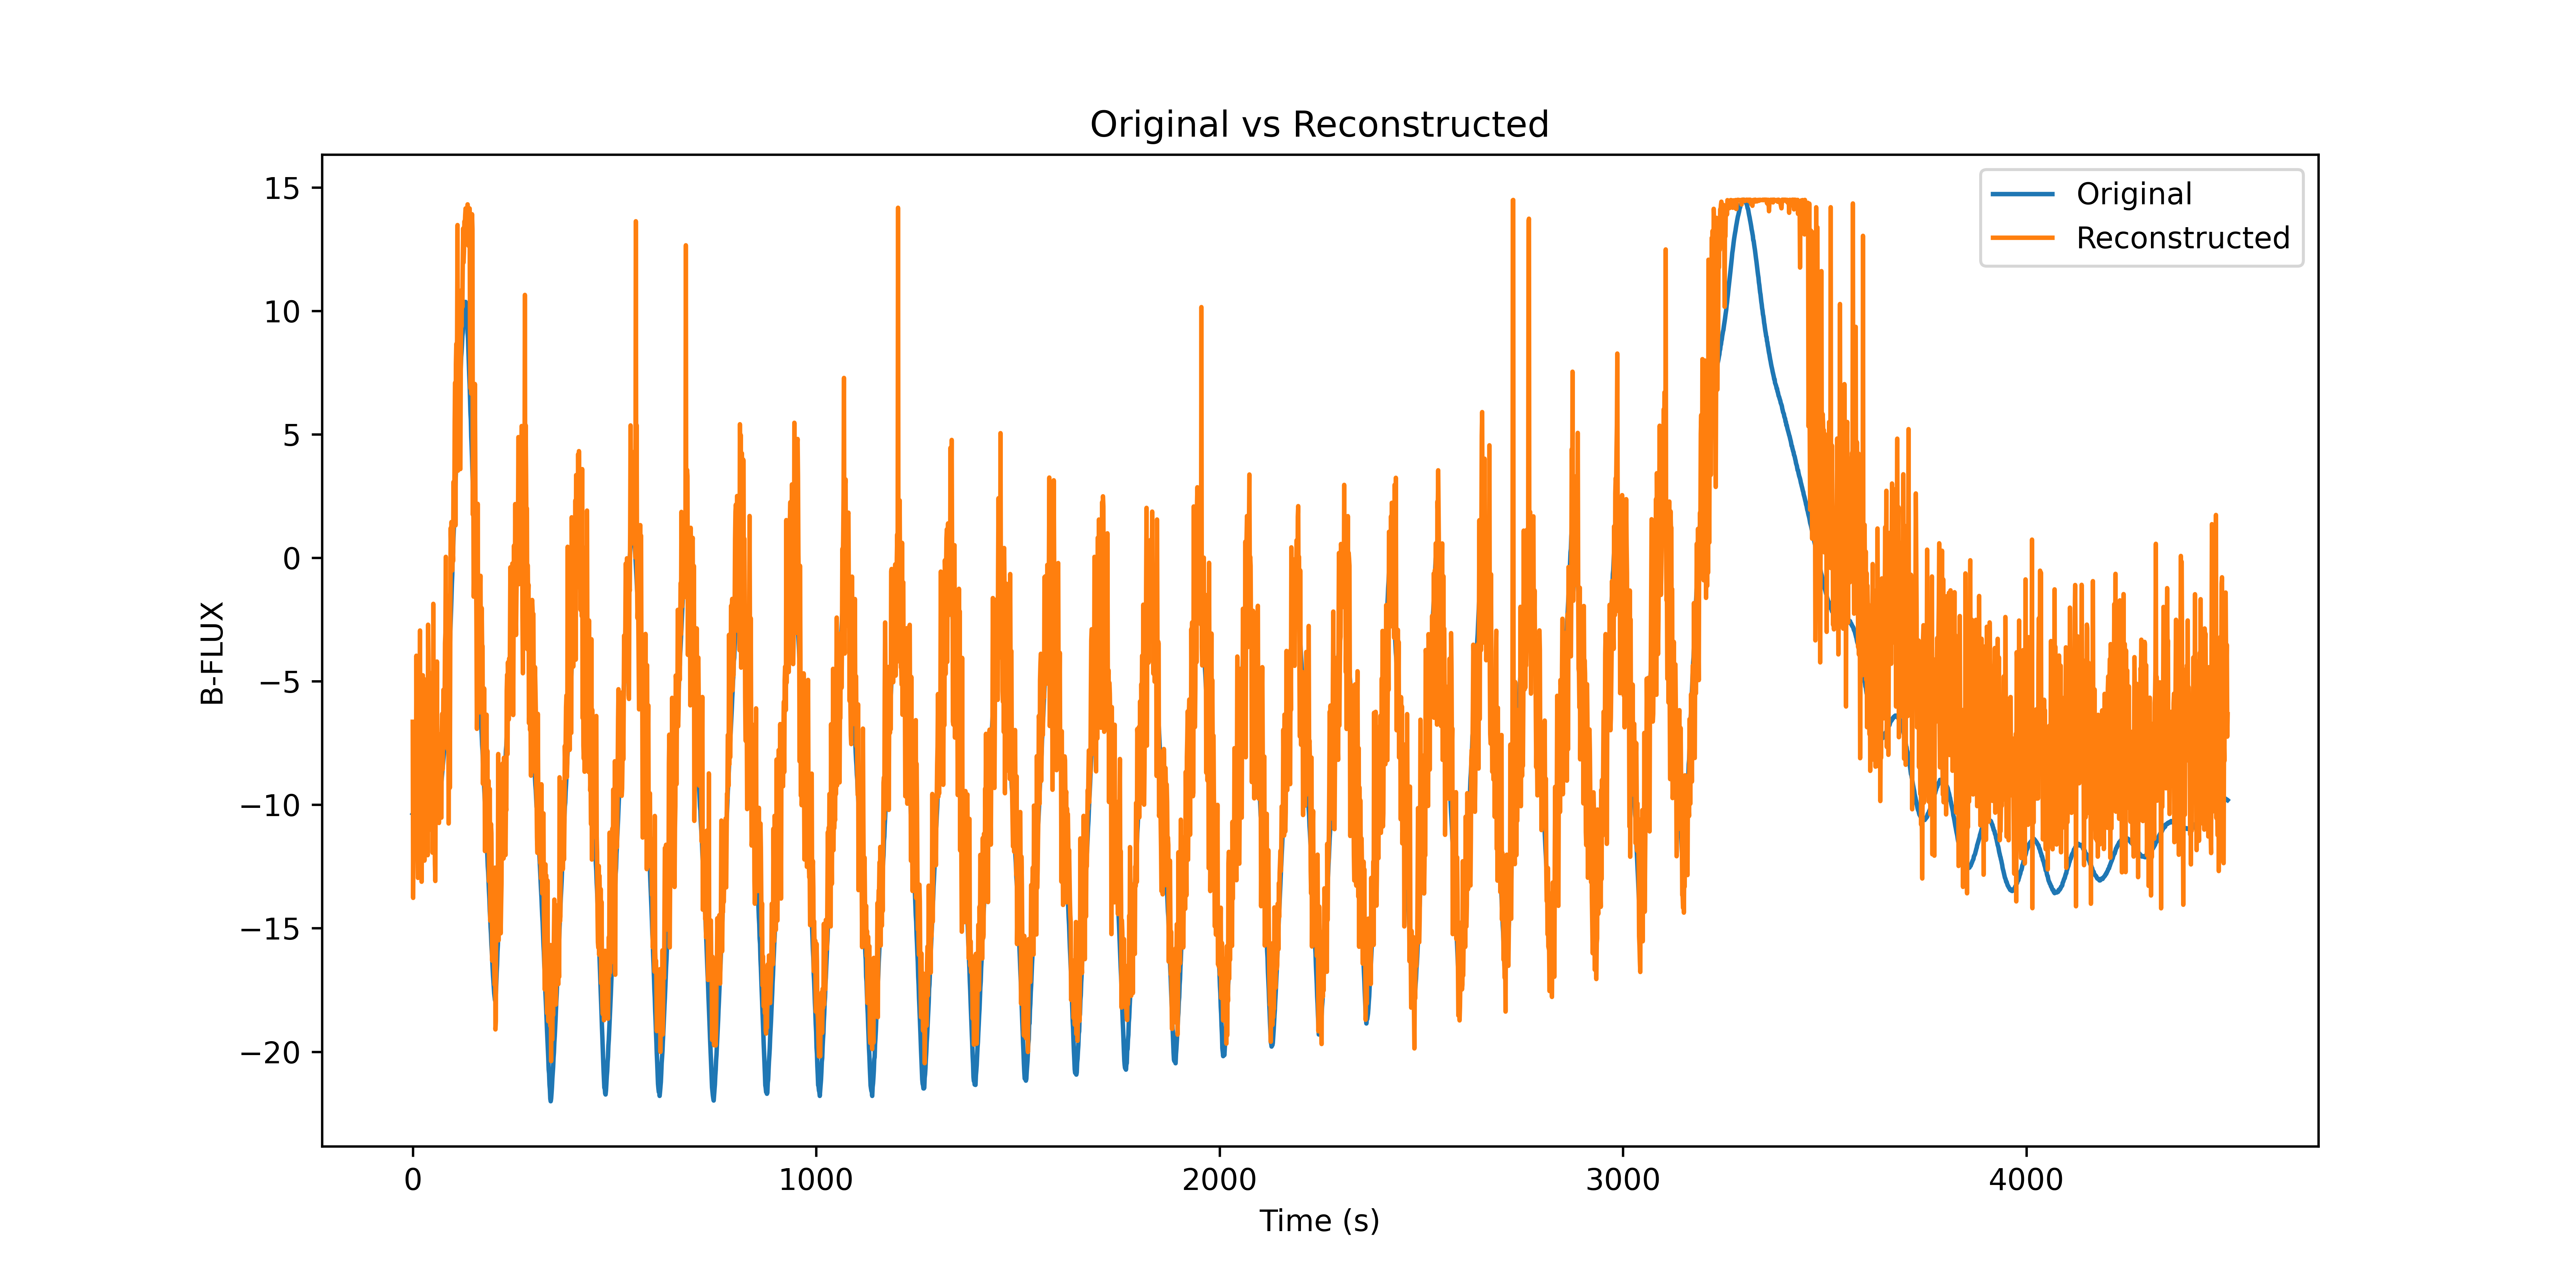 Original vs Reconstructed
Original
Reconstructed
B-FLUX
15
10
5
0
−5
−10
−15
−20
0
1000
2000
3000
4000
Time (s)